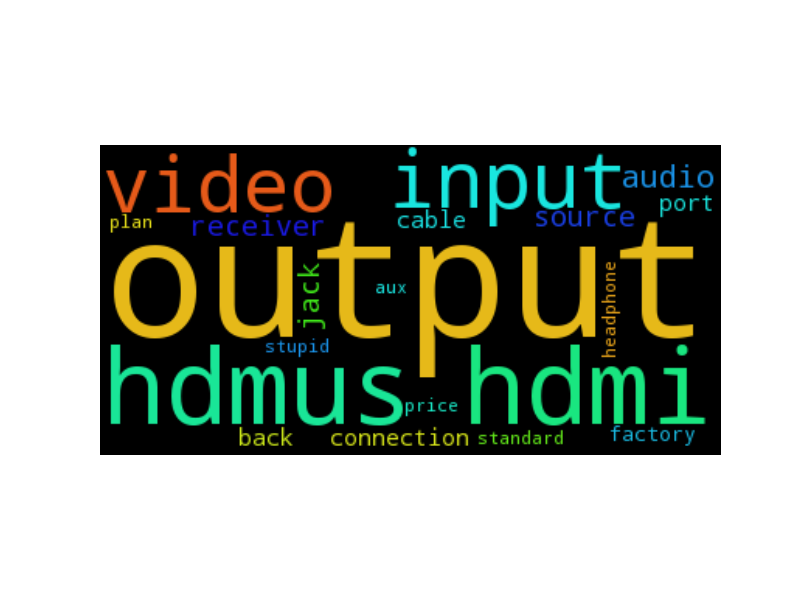 video input audio
port
plan receiver cable source
output
jack aux headphone
stupid
hdmus hdmi
price
back connection standard factory